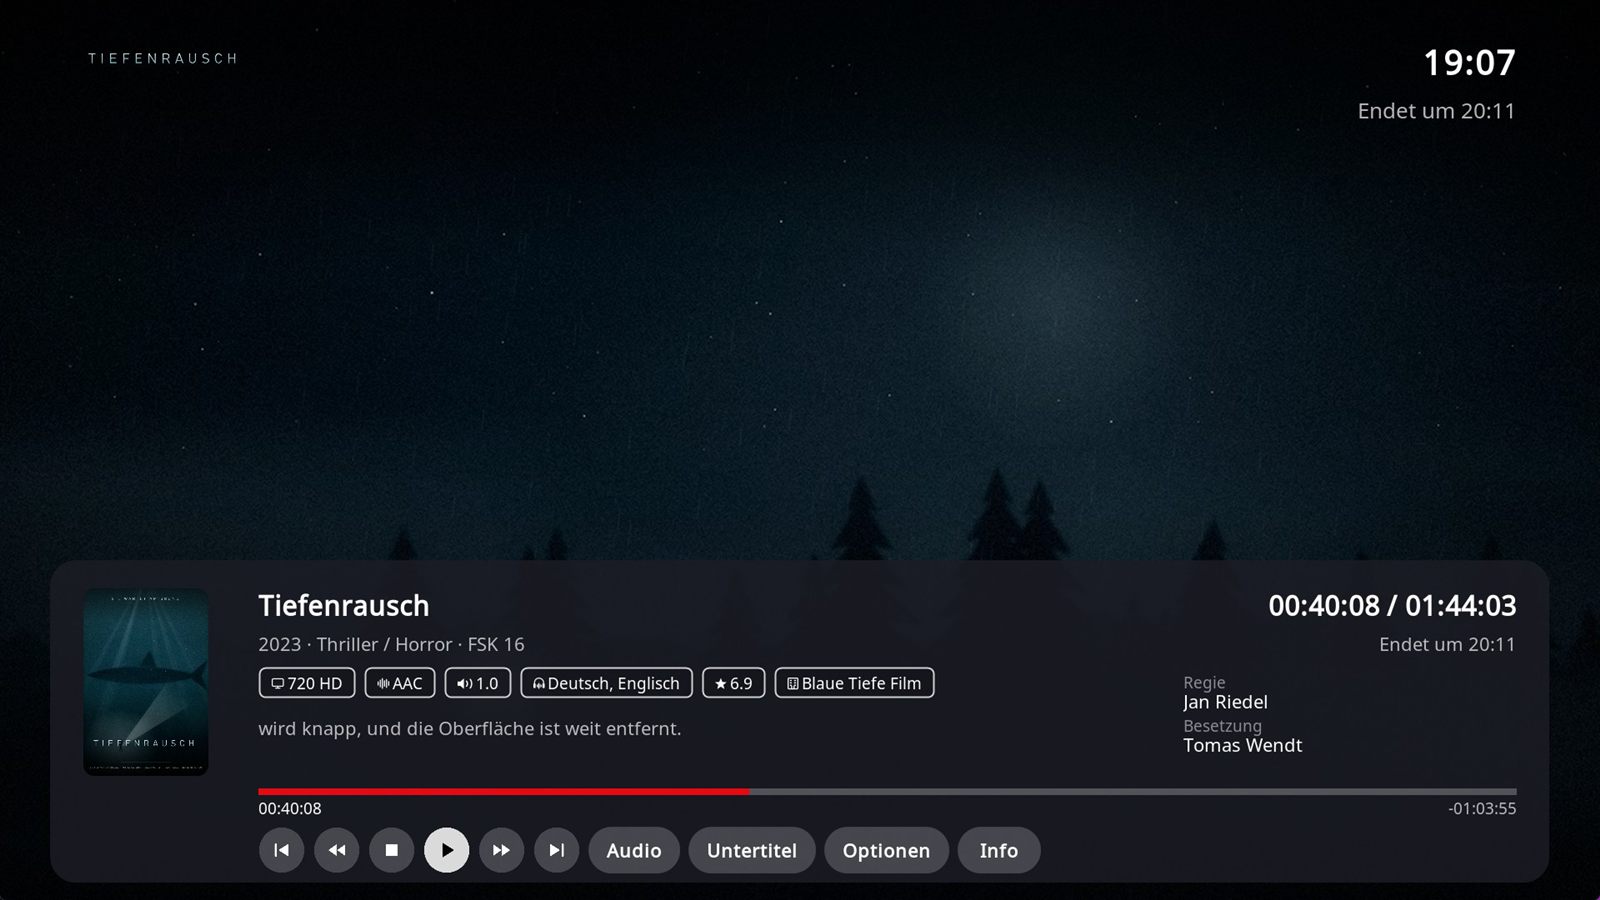 TIEFENRAUSCH
19:07
Endet um 20:11
Tiefenrausch
00:40:08 / 01:44:03
2023 · Thriller / Horror · FSK 16
Endet um 20:11
720 HD AAC 1.0 Deutsch, Englisch 6.9 Blaue Tiefe Film
Regie
Jan Riedel
wird knapp, und die Oberfläche ist weit entfernt.
Besetzung
Tomas Wendt
TIEFENRAUSCH
00:40:08
-01:03:55
Audio Untertitel Optionen Info